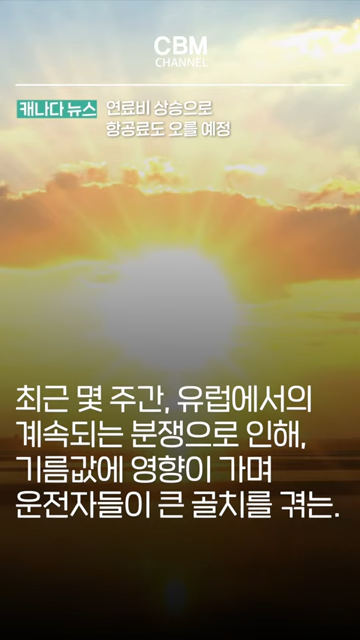 CBM
CHANNEL
캐나다 뉴스
연료비 상승으로
항공료도 오를 예정
최근 몇 주간, 유럽에서의
계속되는 분쟁으로 인해,
기름값에 영향이 가며
운전자들이 큰 골치를 겪는.